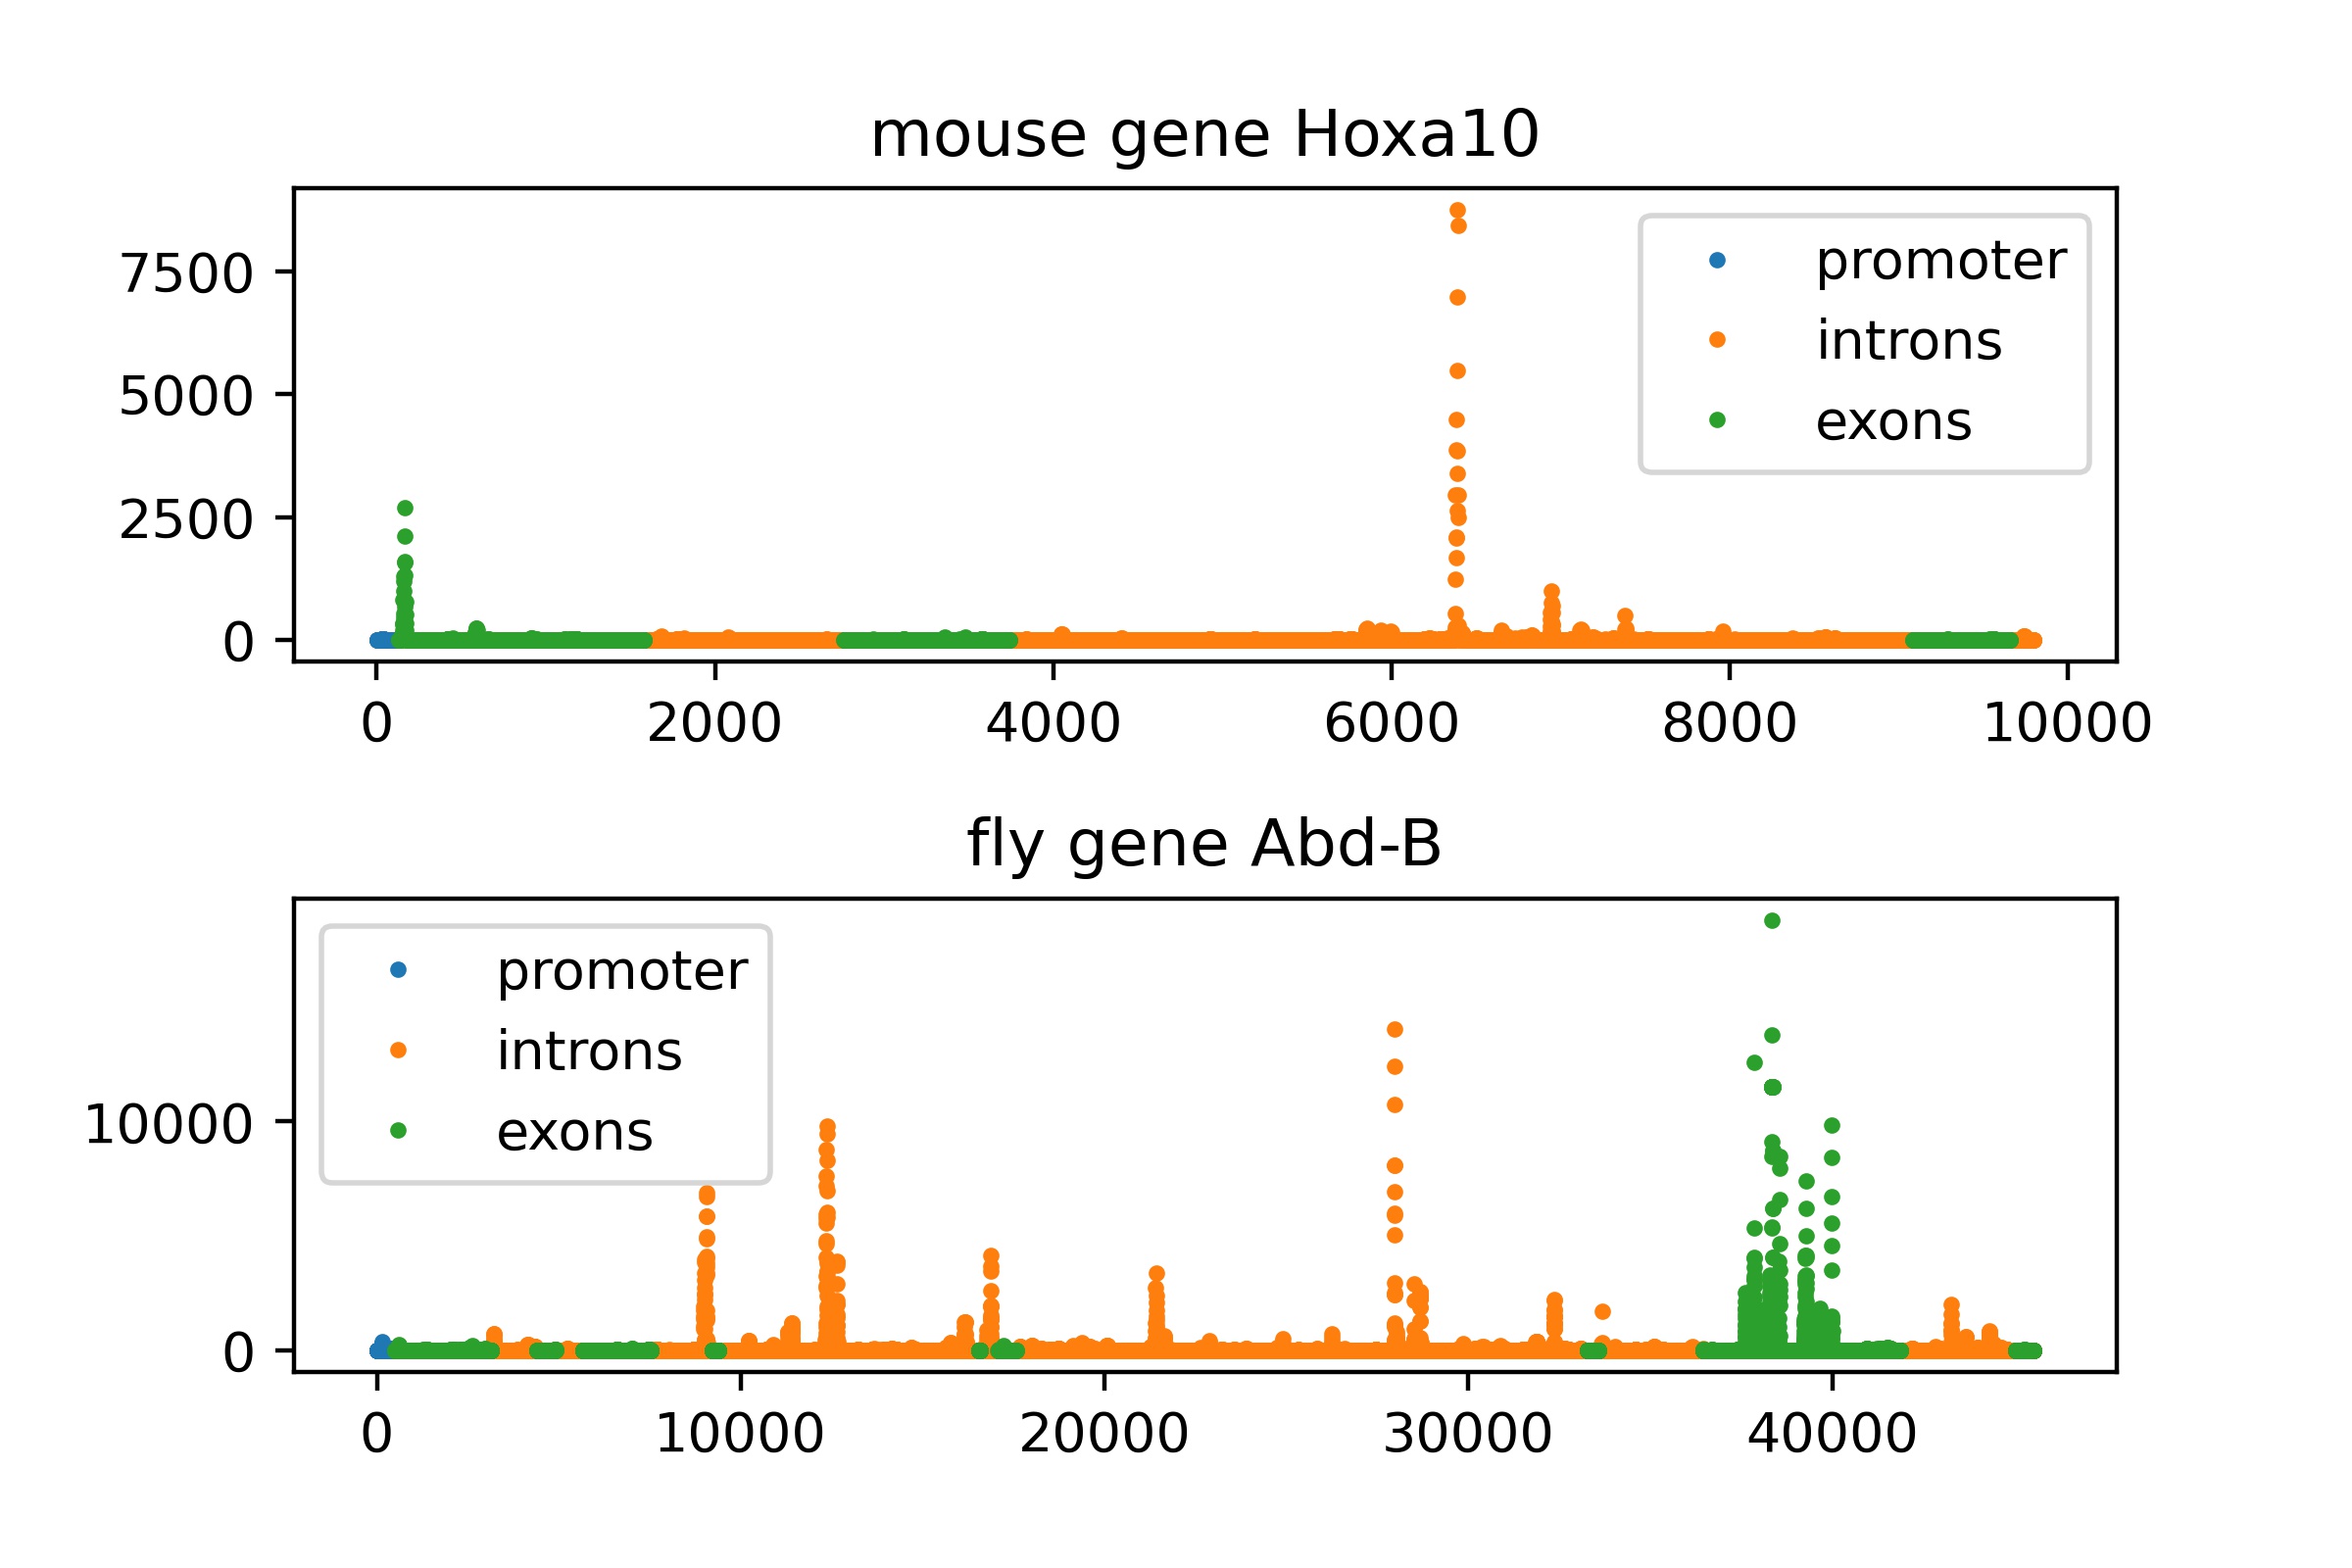 mouse gene Hoxa10
7500
5000
2500
0
promoter
introns
exons
0 2000 4000 6000 8000 10000
fly gene Abd-B
promoter
introns
exons
10000
0
0 10000 20000 30000 40000